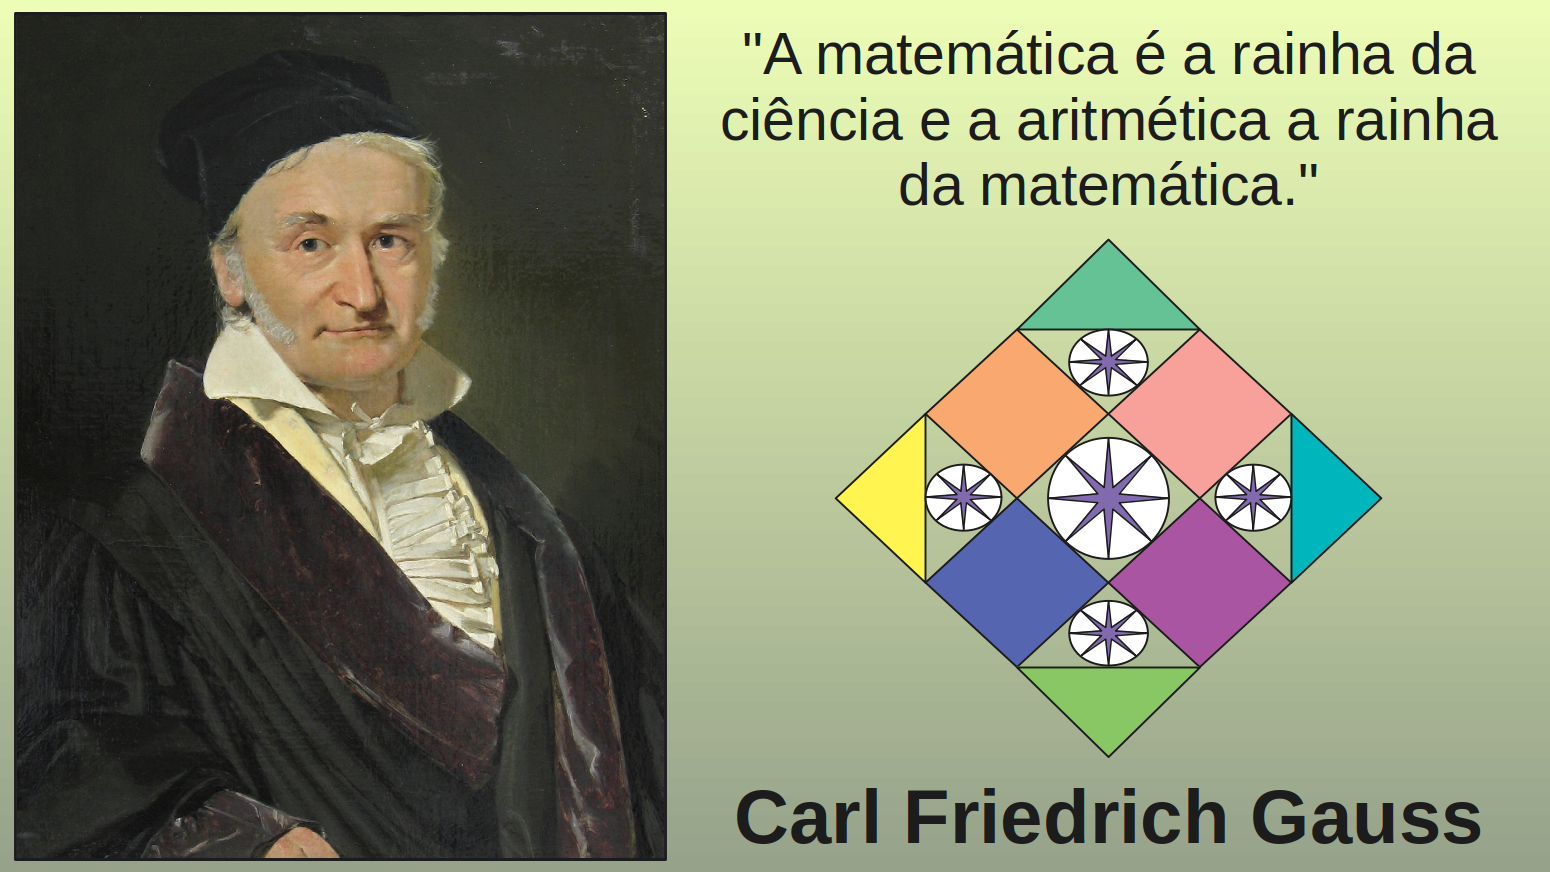 "A matemática é a rainha da
ciência e a aritmética a rainha
da matemática."
Carl Friedrich Gauss